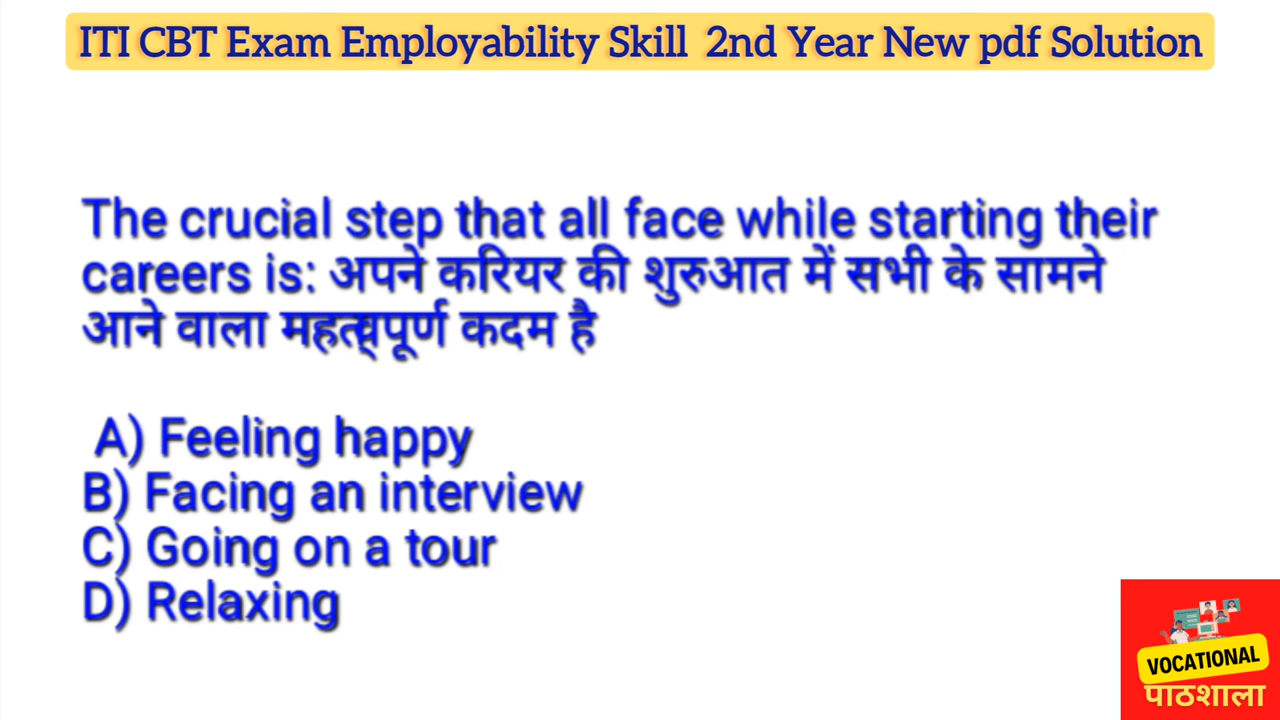 ITI CBT Exam Employability Skill 2nd Year New pdf Solution
The crucial step that all face while starting their
careers is: अपने करियर की शुरुआत में सभी के सामने
आने वाला महत्व्पूर्ण कदम है
A) Feeling happy
B) Facing an interview
C) Going on a tour
D) Relaxing
VOCATIONAL
पाठशाला